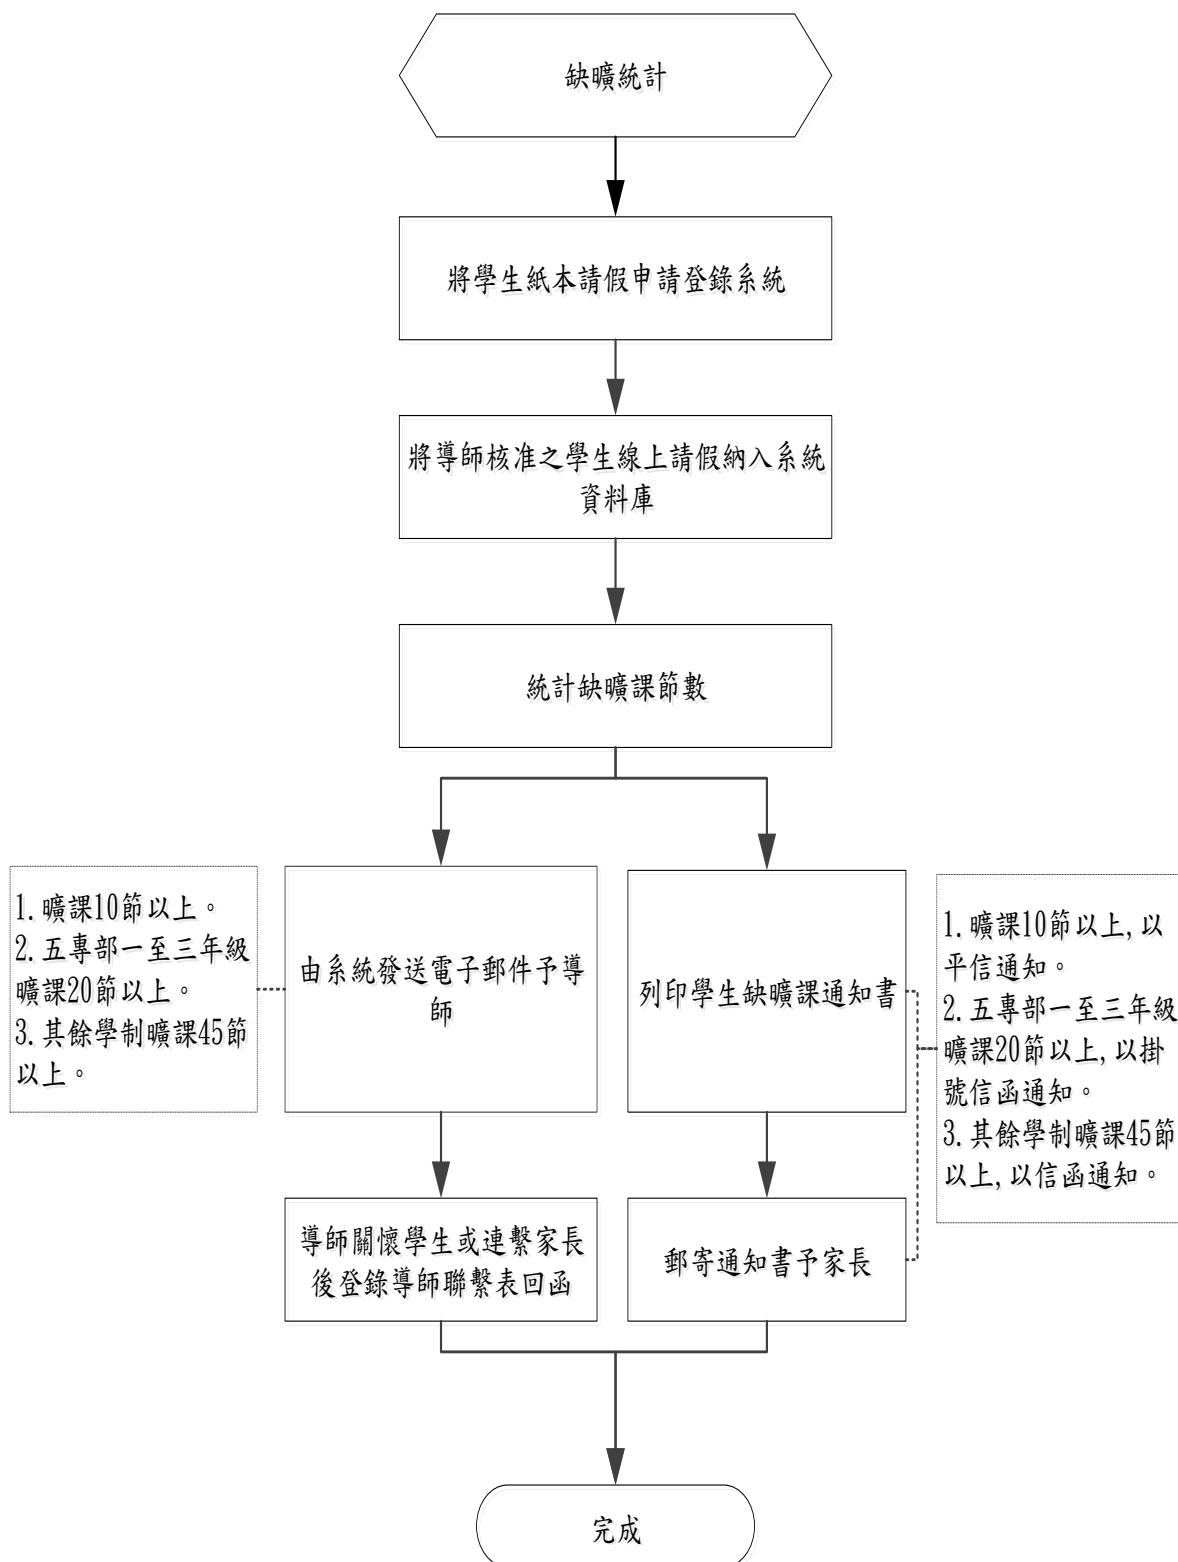 缺曠統計
將學生紙本請假申請登錄系統
將導師核准之學生線上請假納入系統
資料庫
統計缺曠課節數
1. 曠課10節以上。
2. 五專部一至三年級
曠課20節以上。
3. 其餘學制曠課45節
以上。
由系統發送電子郵件予導
師
列印學生缺曠課通知書
1. 曠課10節以上, 以
平信通知。
2. 五專部一至三年級
曠課20節以上, 以掛
號信函通知。
3. 其餘學制曠課45節
以上, 以信函通知。
導師關懷學生或連繫家長
後登錄導師聯繫表回函
郵寄通知書予家長
完成